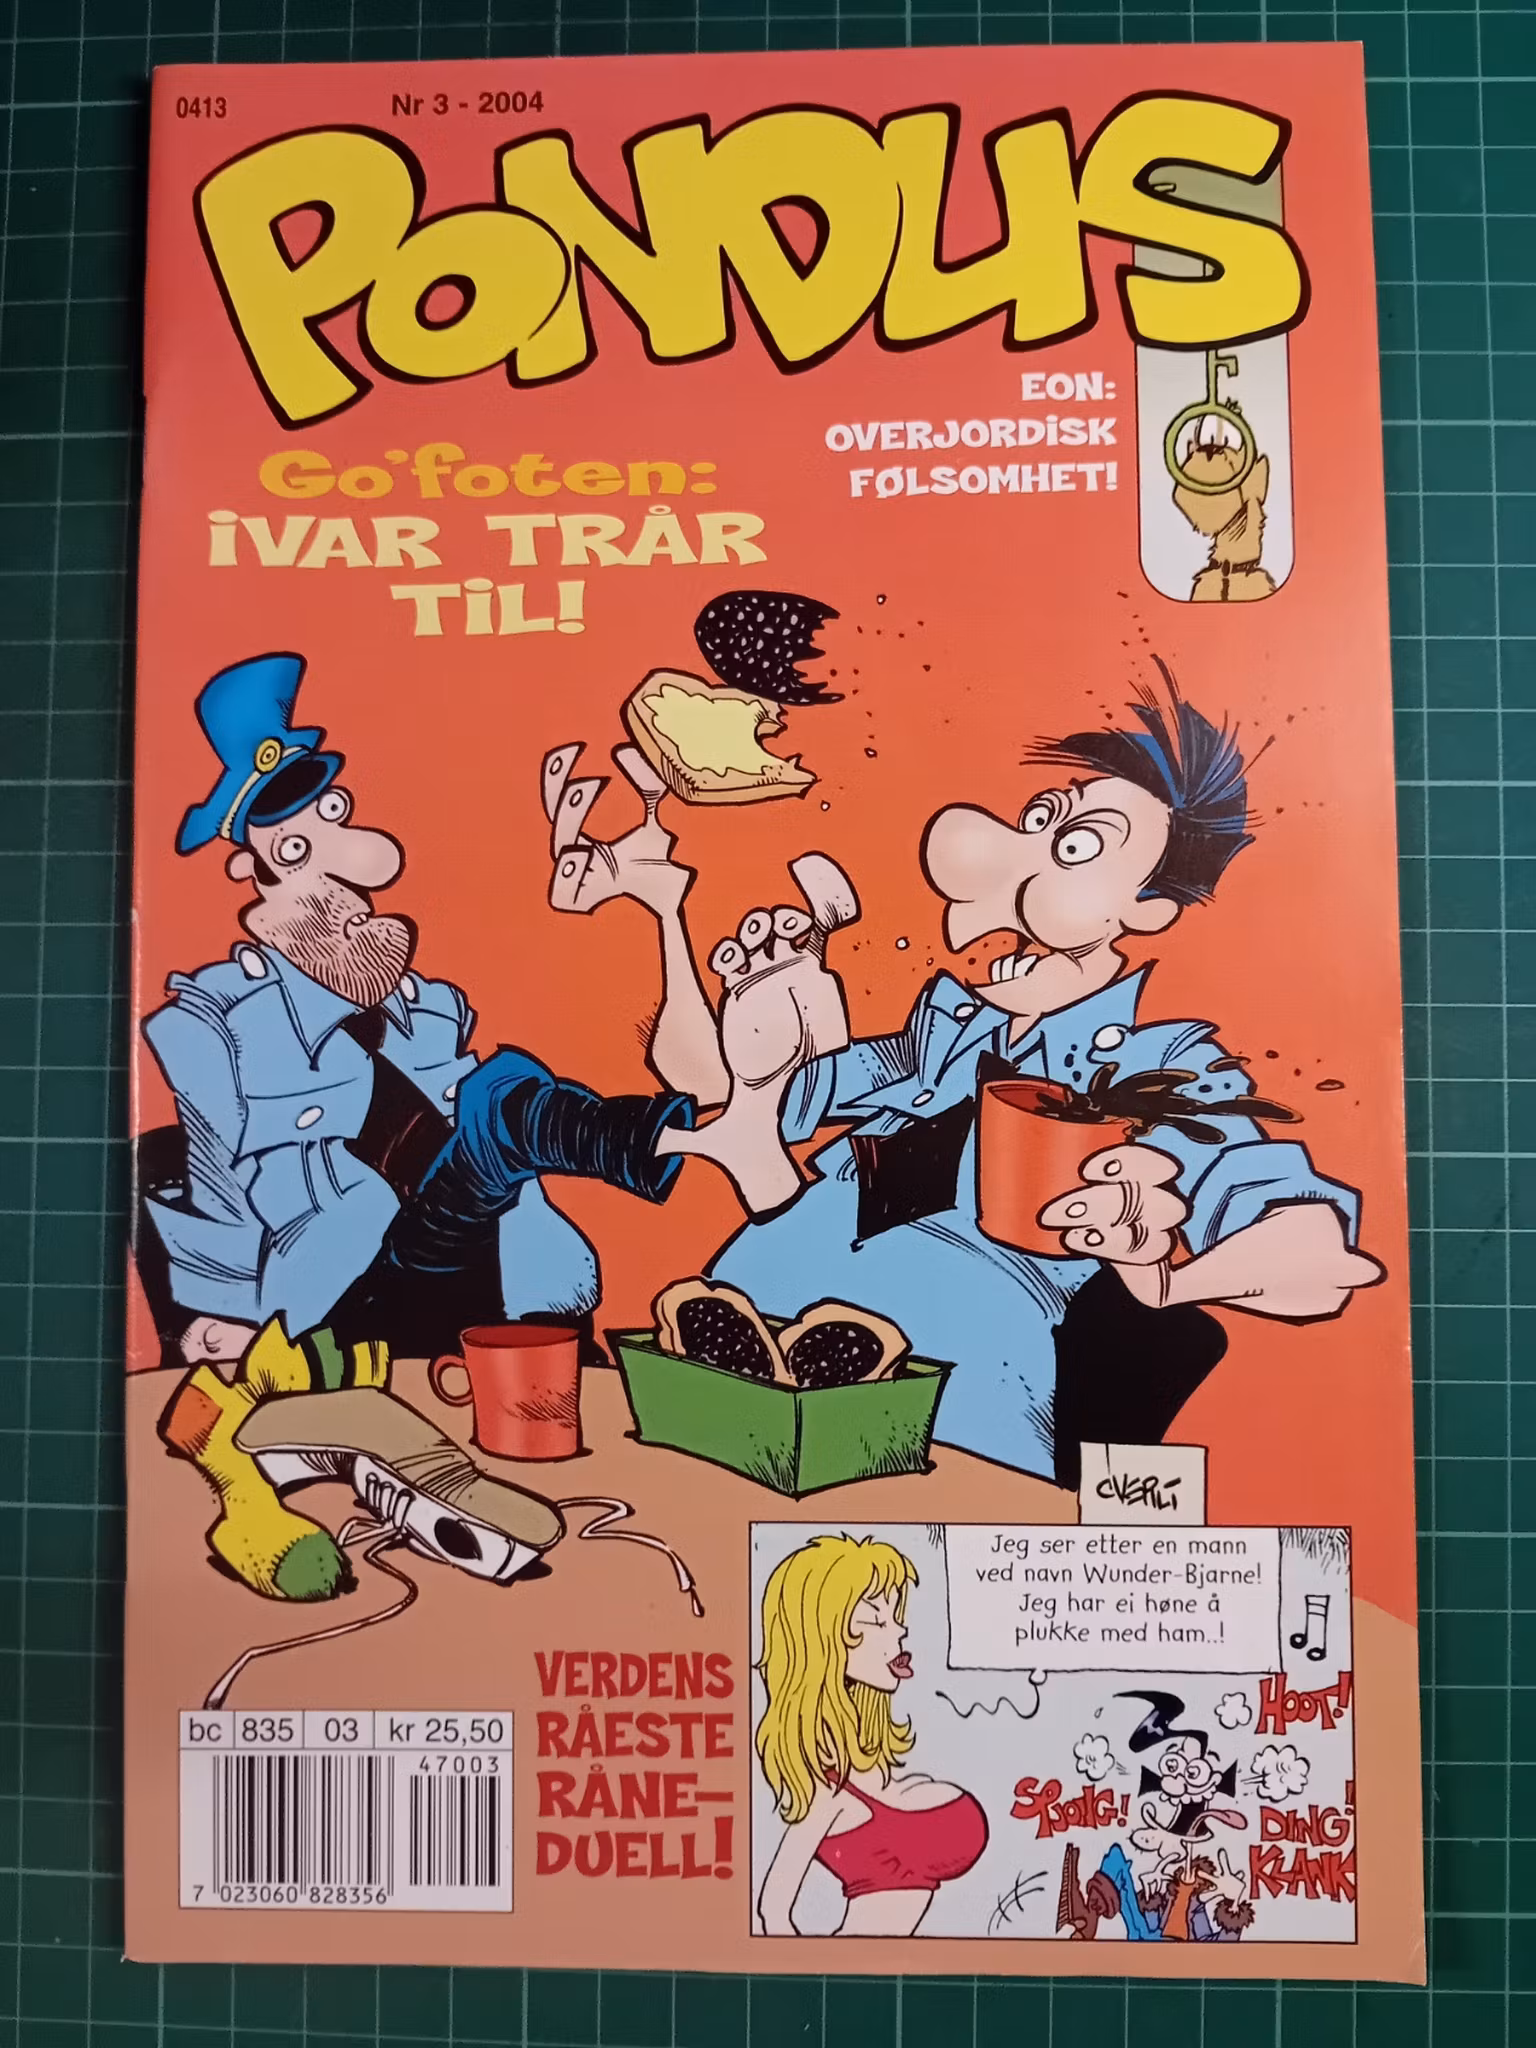 0413
Nr 3 - 2004
PONDUS
EON:
OVERJORDISK
FØLSOMHET!
Go'foten:
iVAR TRÅR
TiL!
CVERLI
Jeg ser etter en mann
ved navn Wunder-Bjarne!
Jeg har ei høne å
plukke med ham..!
HOOT!
SPJOING!
DING!
KLANK
VERDENS
RÅESTE
RÅNE-
DUELL!
bc 835 03 kr 25,50
47003
7 023060 828356